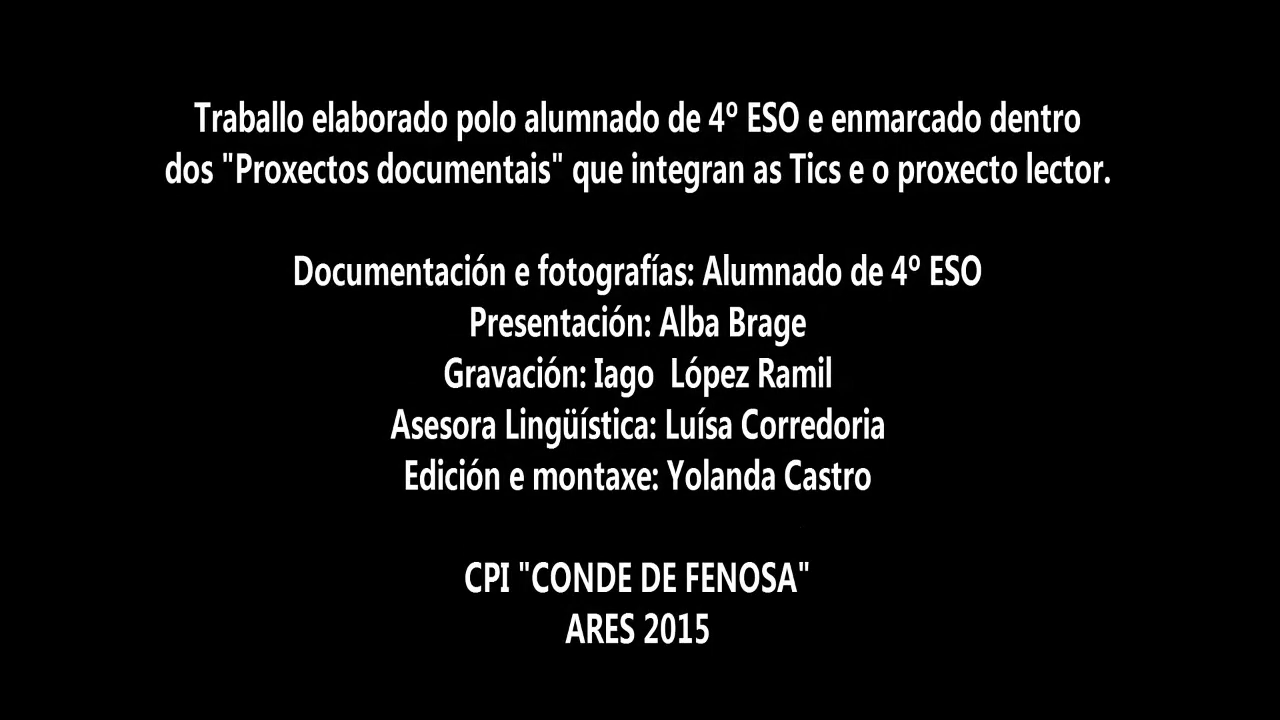 Traballo elaborado polo alumnado de 4º ESO e enmarcado dentro
dos "Proxectos documentais" que integran as Tics e o proxecto lector.
Documentación e fotografías: Alumnado de 4º ESO
Presentación: Alba Brage
Gravación: Iago  López Ramil
Asesora Lingüística: Luísa Corredoria
Edición e montaxe: Yolanda Castro
CPI "CONDE DE FENOSA"
ARES 2015